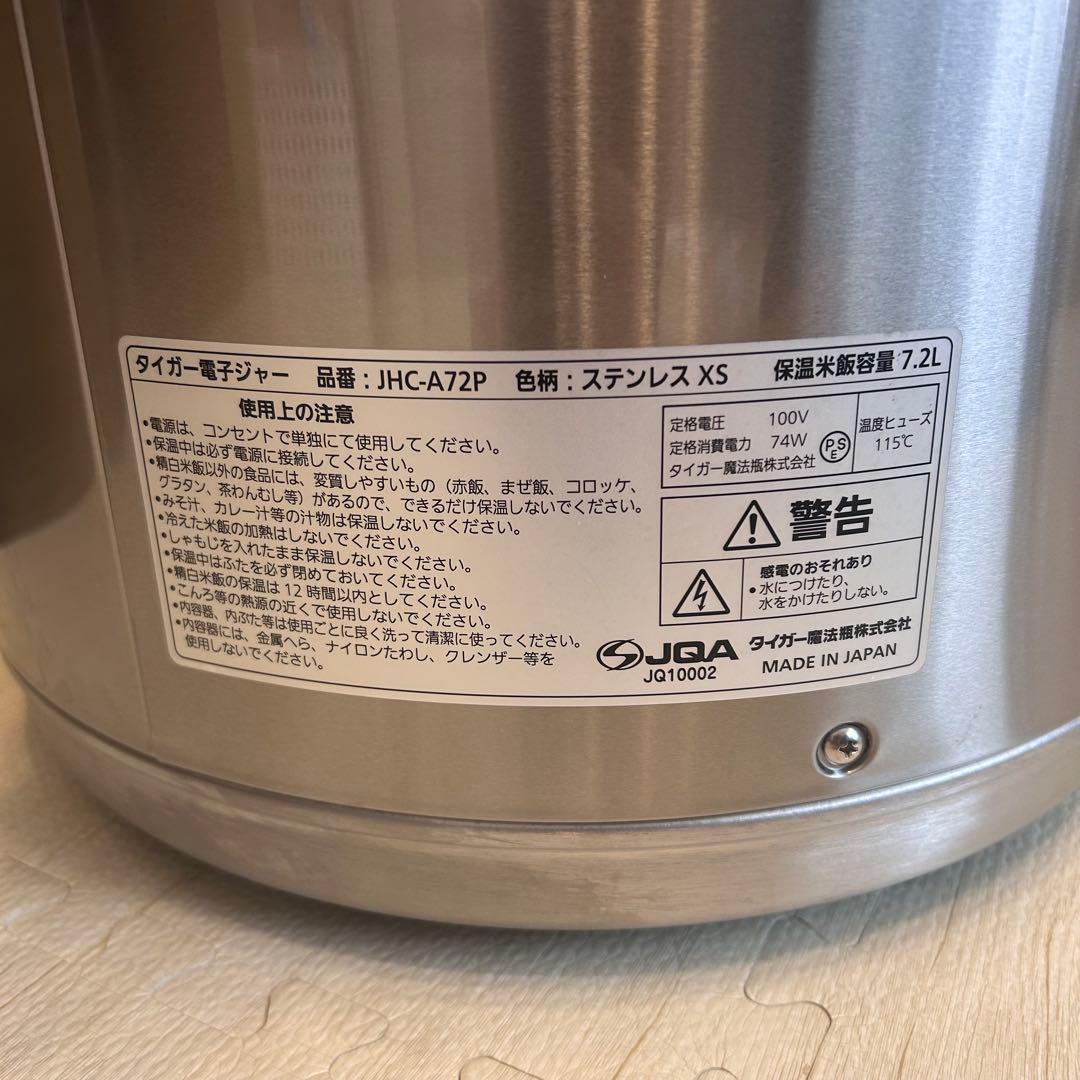 タイガー電子ジャー 品番：JHC-A72P 色柄：ステンレス XS 保温米飯容量 7.2L
使用上の注意
•電源は、コンセントで単独にて使用してください。
•保温中は必ず電源に接続してください。
•精白米飯以外の食品には、変質しやすいもの（赤飯、まぜ飯、コロッケ、
グラタン、茶わんむし等）があるので、できるだけ保温しないでください。
•みそ汁、カレー汁等の汁物は保温しないでください。
•冷えた米飯の加熱はしないでください。
•しゃもじを入れたまま保温しないでください。
•保温中はふたを必ず閉めておいてください。
•精白米飯の保温は 12 時間以内としてください。
•こんろ等の熱源の近くで使用しないでください。
•内容器、内ぶた等は使用ごとに良く洗って清潔に使ってください。
•内容器には、金属へら、ナイロンたわし、クレンザー等を
使用しないでください。
定格電圧 100V
定格消費電力 74W
タイガー魔法瓶株式会社
PSE
温度ヒューズ
115℃
警告
感電のおそれあり
•水につけたり、
水をかけたりしない。
JQA
JQ10002
タイガー魔法瓶株式会社
MADE IN JAPAN